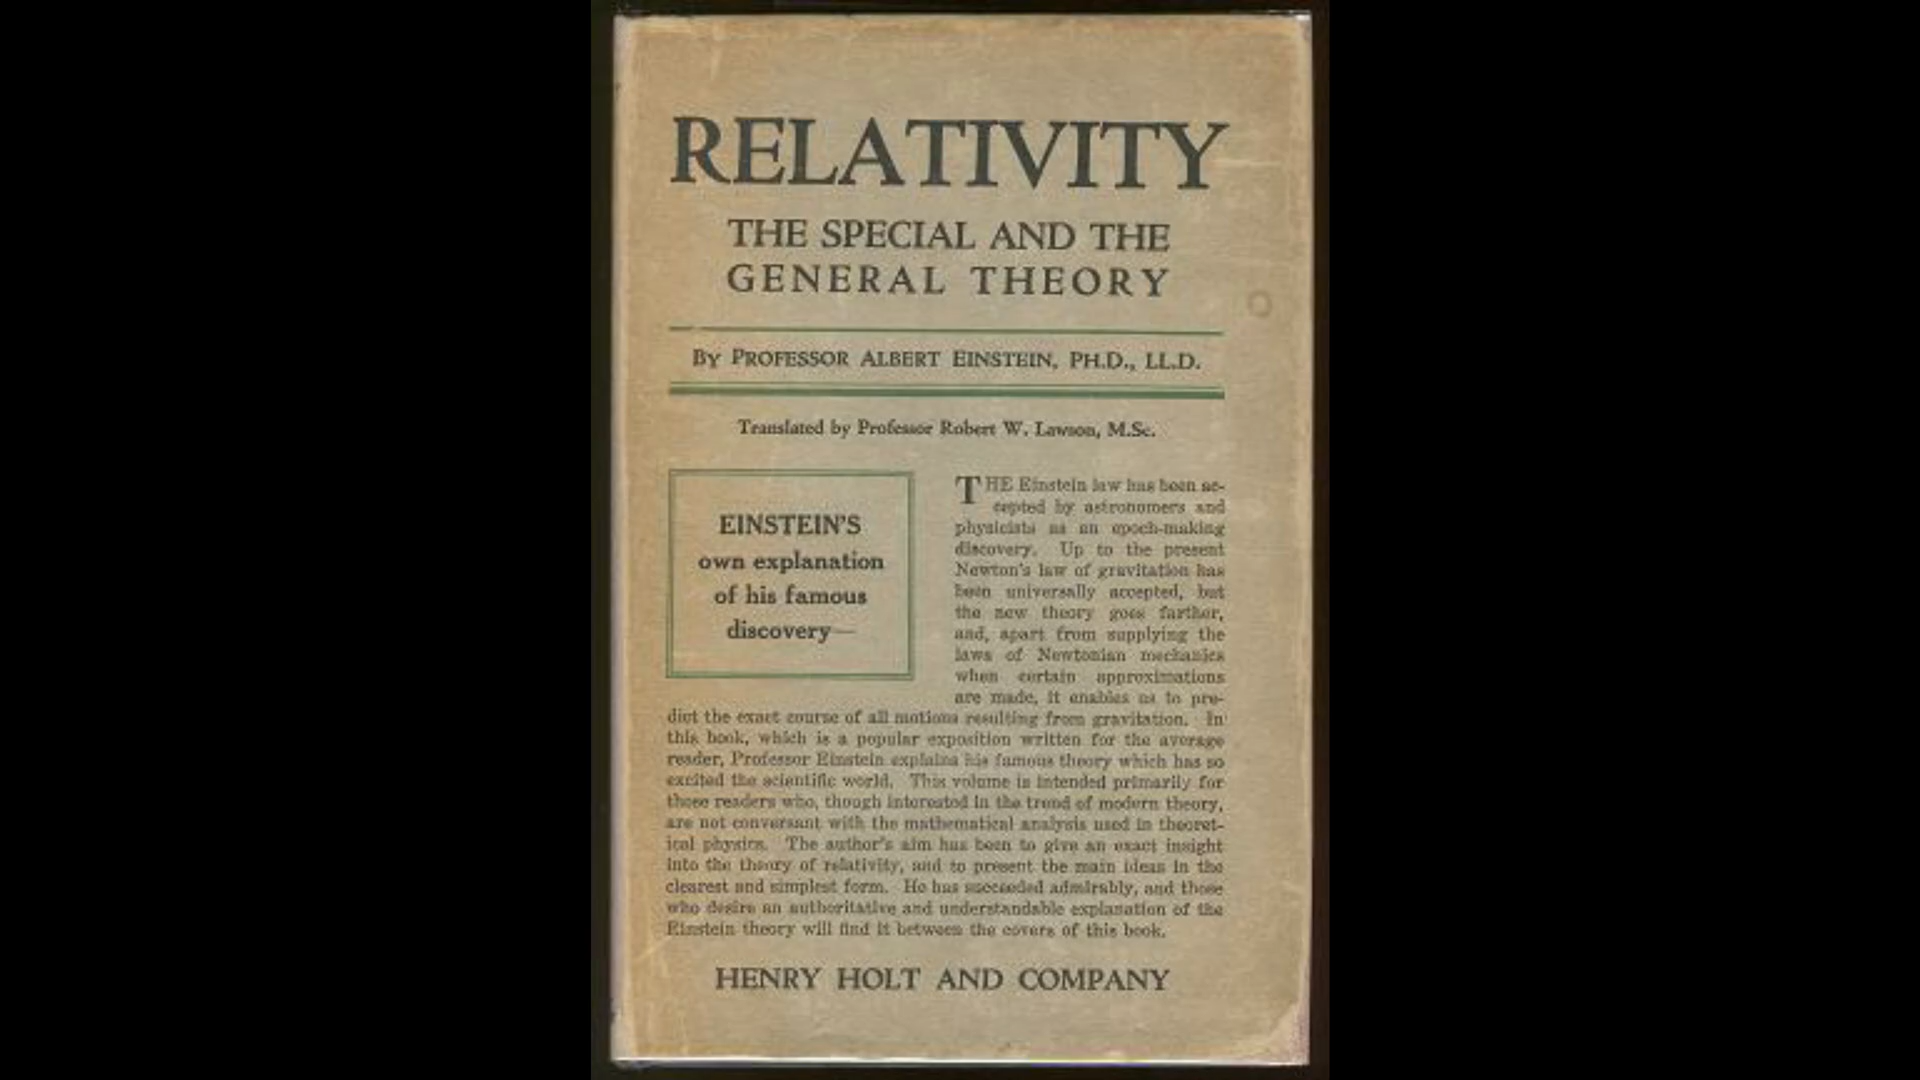 RELATIVITY
THE SPECIAL AND THE
GENERAL THEORY
By PROFESSOR ALBERT EINSTEIN, PH.D., LL.D.
Translated by Professor Robert W. Lawson, M.Sc.
EINSTEIN'S
own explanation
of his famous
discovery—
THE Einstein law has been ac-
cepted by astronomers and
physicists as an epoch-making
discovery. Up to the present
Newton's law of gravitation has
been universally accepted, but
the new theory goes farther,
and, apart from supplying the
laws of Newtonian mechanics
when certain approximations
are made, it enables us to pre-
dict the exact course of all motions resulting from gravitation. In
this book, which is a popular exposition written for the average
reader, Professor Einstein explains his famous theory which has so
excited the scientific world. This volume is intended primarily for
those readers who, though interested in the trend of modern theory,
are not conversant with the mathematical analysis used in theoret-
ical physics. The author's aim has been to give an exact insight
into the theory of relativity, and to present the main ideas in the
clearest and simplest form. He has succeeded admirably, and those
who desire an authoritative and understandable explanation of the
Einstein theory will find it between the covers of this book.
HENRY HOLT AND COMPANY